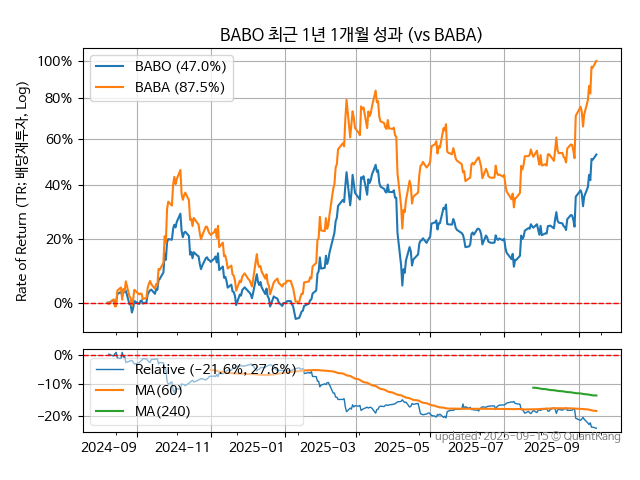 BABO 최근 1년 1개월 성과 (vs BABA)
Rate of Return (TR: 배당재투자, Log)
100%
80%
60%
40%
20%
0%
BABO (47.0%)
BABA (87.5%)
0%
−10%
−20%
Relative (−21.6%, 27.6%)
MA(60)
MA(240)
2024−09
2024−11
2025−01
2025−03
2025−05
2025−07
2025−09
updated: 2025-09-15 © QuantKang